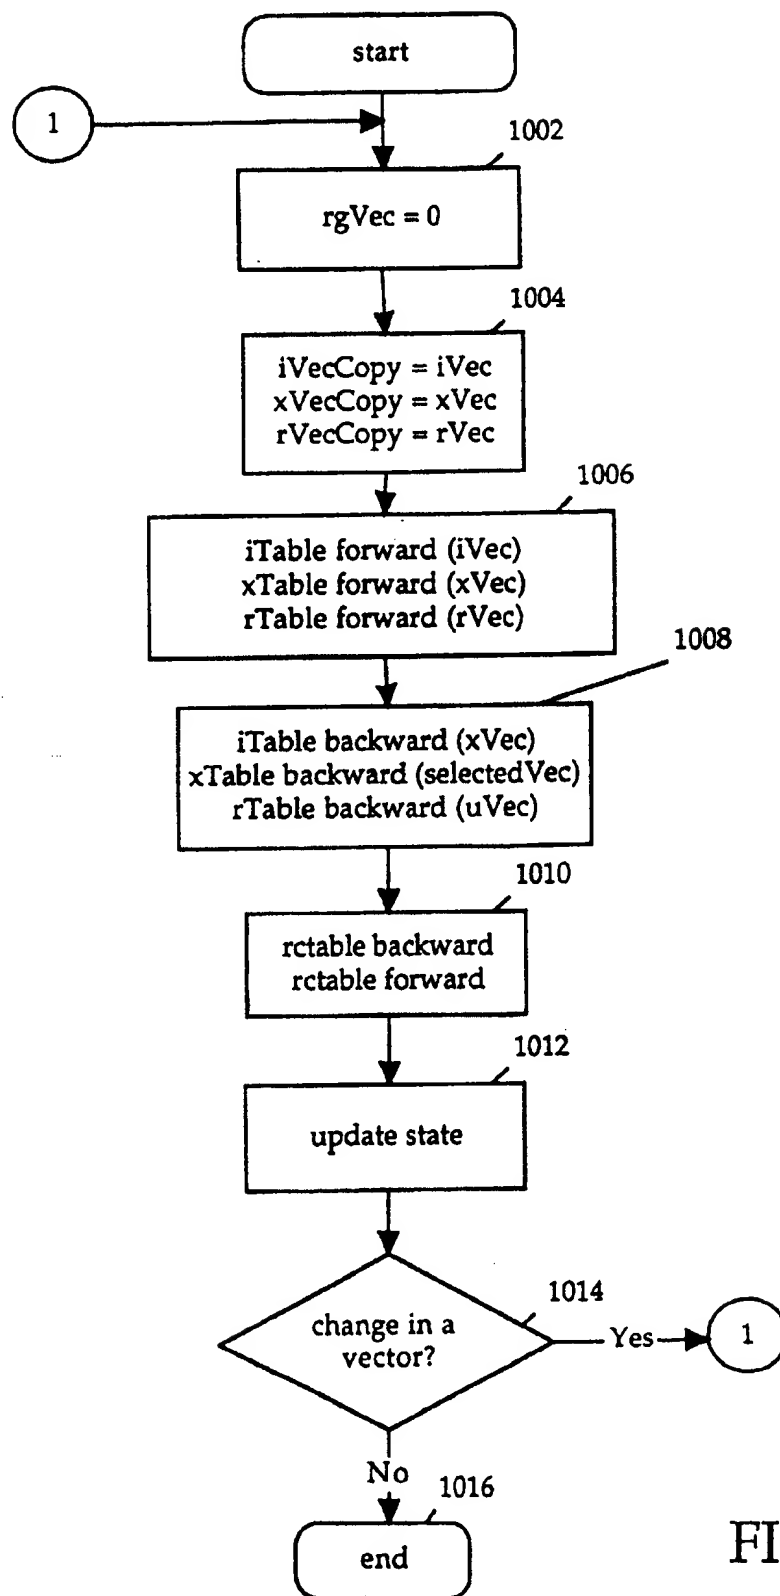 start
1
1002
rgVec = 0
1004
iVecCopy = iVec
xVecCopy = xVec
rVecCopy = rVec
1006
iTable forward (iVec)
xTable forward (xVec)
rTable forward (rVec)
1008
iTable backward (xVec)
xTable backward (selectedVec)
rTable backward (uVec)
1010
rctable backward
rctable forward
1012
update state
1014
change in a
vector?
Yes
1
No
1016
end
FI